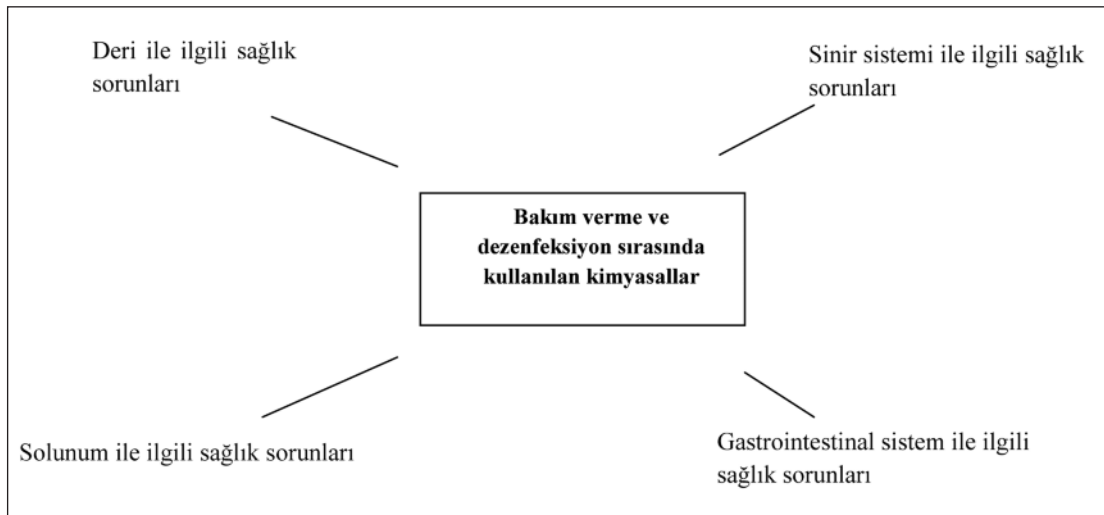 Deri ile ilgili sağlık
sorunları
Sinir sistemi ile ilgili sağlık
sorunları
Bakım verme ve
dezenfeksiyon sırasında
kullanılan kimyasallar
Solunum ile ilgili sağlık sorunları
Gastrointestinal sistem ile ilgili
sağlık sorunları